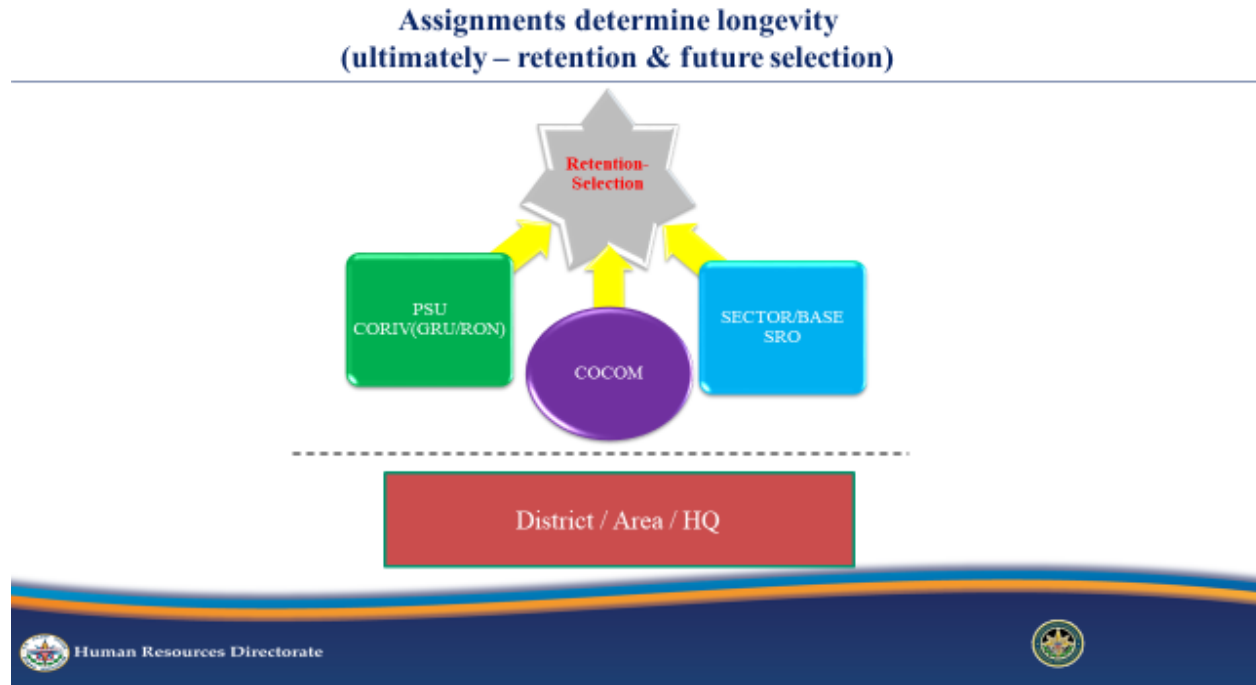 Assignments determine longevity
(ultimately – retention & future selection)
Retention-
Selection
PSU
CORIV(GRU/RON)
COCOM
SECTOR/BASE
SRO
District / Area / HQ
Human Resources Directorate